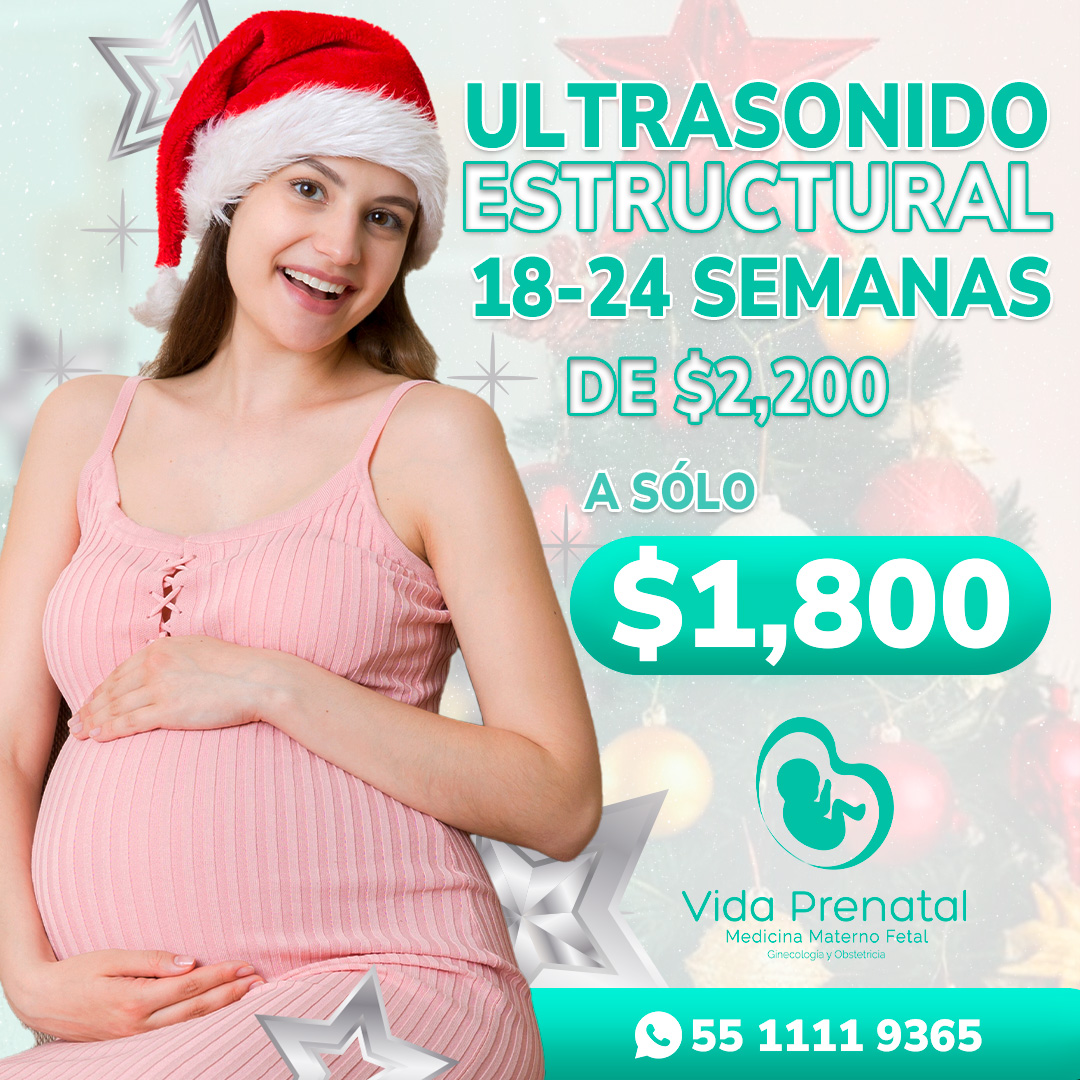 ULTRASONIDO
ESTRUCTURAL
18-24 SEMANAS
DE $2,200
A SÓLO
$1,800
Vida Prenatal
Medicina Materno Fetal
Ginecología y Obstetricia
55 1111 9365